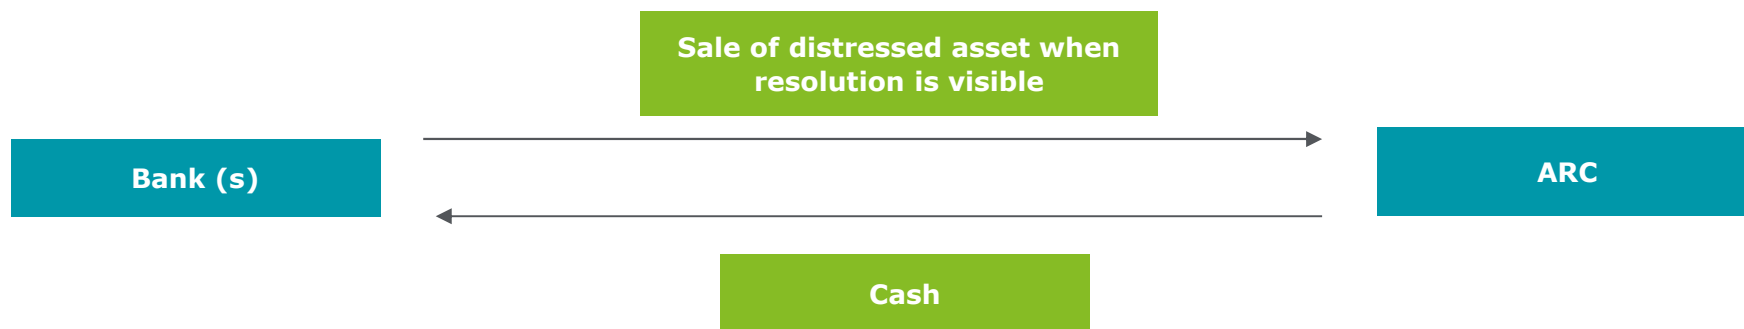 Sale of distressed asset when
resolution is visible
Bank (s)
ARC
Cash